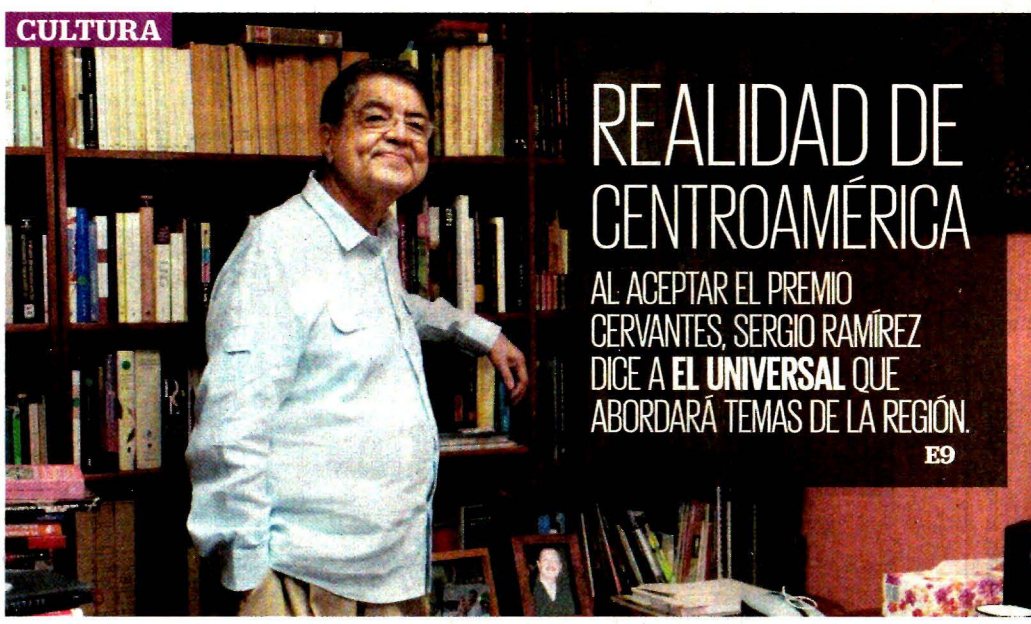 CULTURA
REALIDAD DE
CENTROAMÉRICA
AL ACEPTAR EL PREMIO
CERVANTES, SERGIO RAMÍREZ
DICE A EL UNIVERSAL QUE
ABORDARÁ TEMAS DE LA REGIÓN.
E9